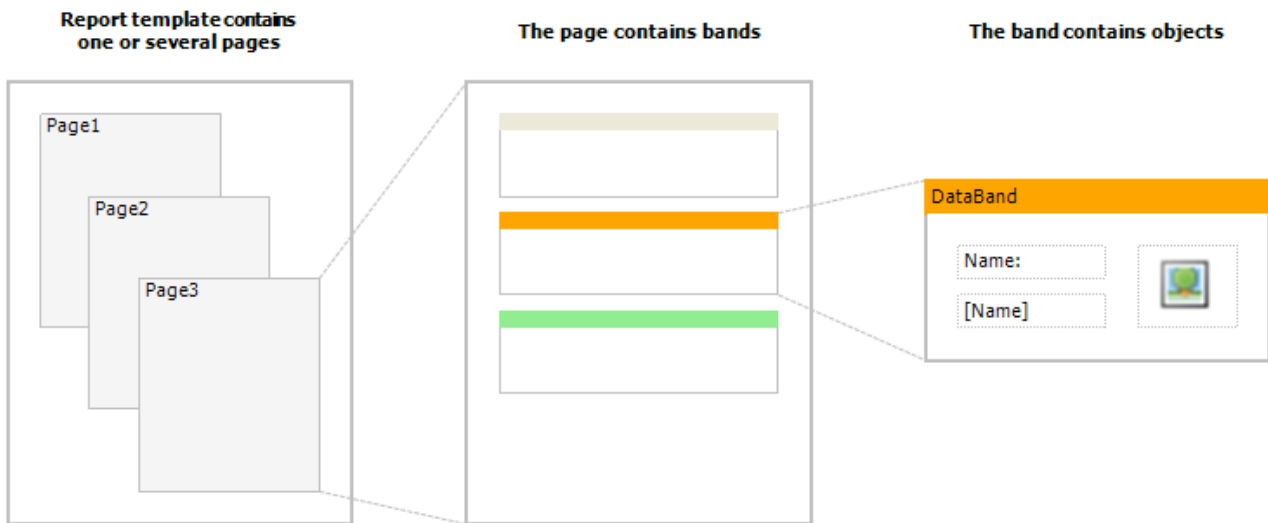 Report template contains
one or several pages
The page contains bands
The band contains objects
Page1
Page2
Page3
DataBand
Name:
[Name]